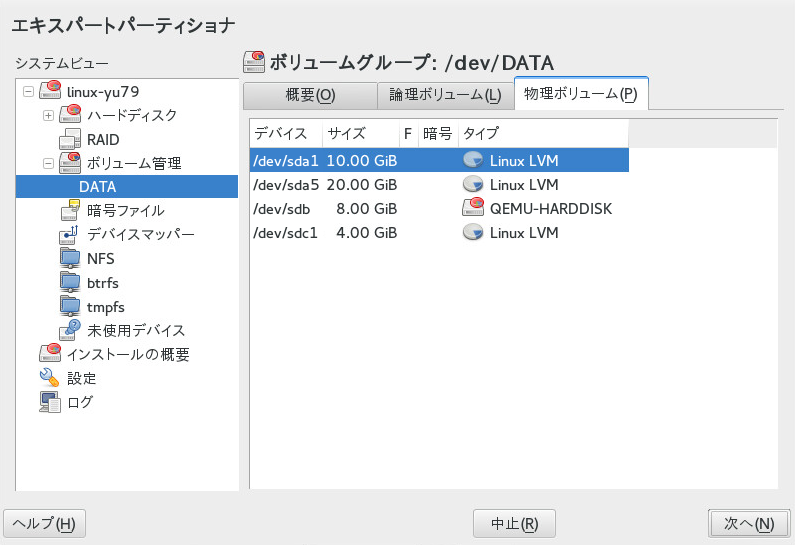 エキスパートパーティショナ
システムビュー
linux-yu79
ハードディスク
RAID
ボリューム管理
DATA
暗号ファイル
デバイスマッパー
NFS
btrfs
tmpfs
未使用デバイス
インストールの概要
設定
ログ
ボリュームグループ: /dev/DATA
概要(O) 論理ボリューム(L) 物理ボリューム(P)
デバイス サイズ F 暗号 タイプ
/dev/sda1 10.00 GiB Linux LVM
/dev/sda5 20.00 GiB Linux LVM
/dev/sdb 8.00 GiB QEMU-HARDDISK
/dev/sdc1 4.00 GiB Linux LVM
ヘルプ(H) 中止(R) 次へ(N)